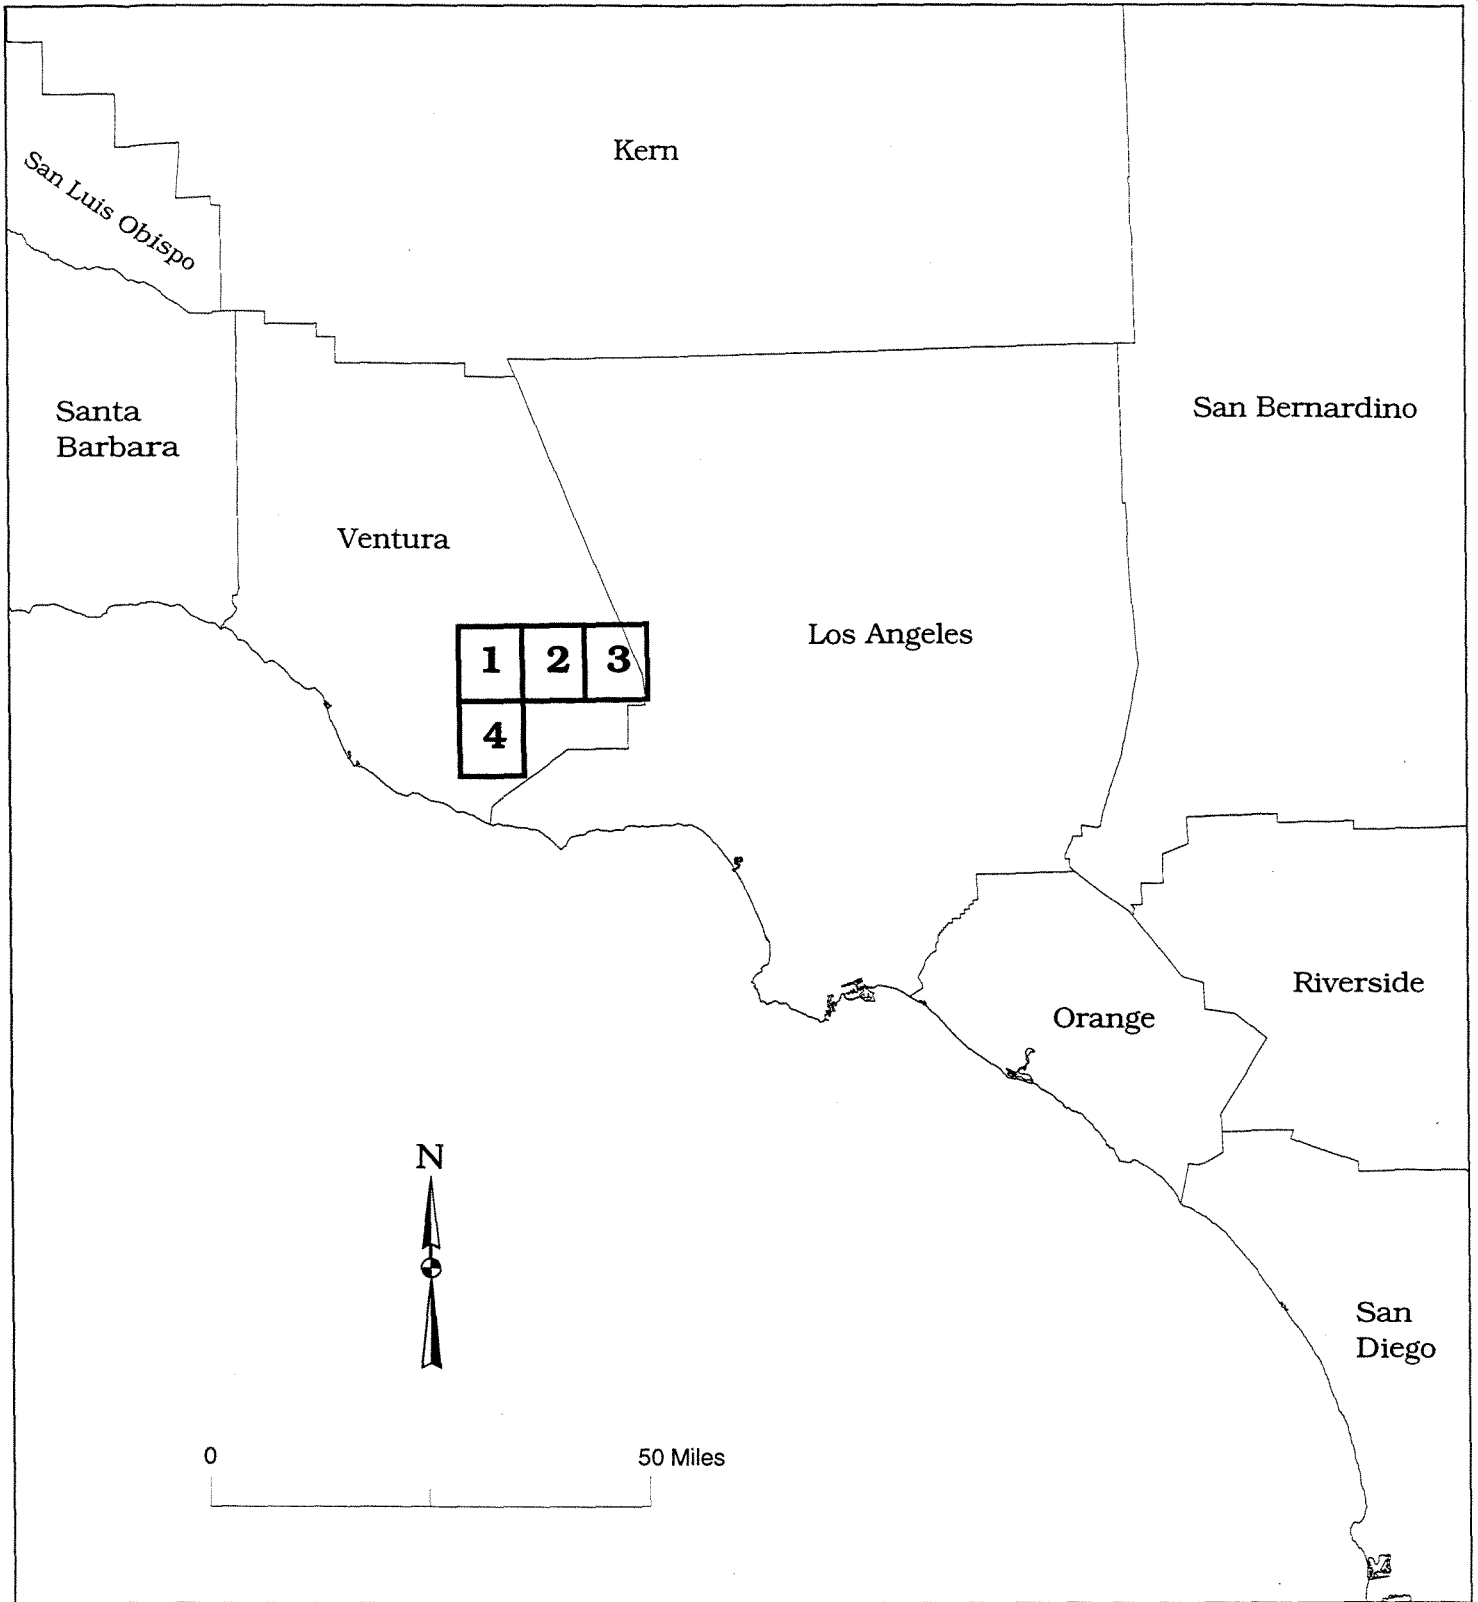 Kern
San Luis Obispo
Santa
Barbara
San Bernardino
Ventura
Los Angeles
1
2
3
4
Riverside
Orange
N
San
Diego
0
50 Miles